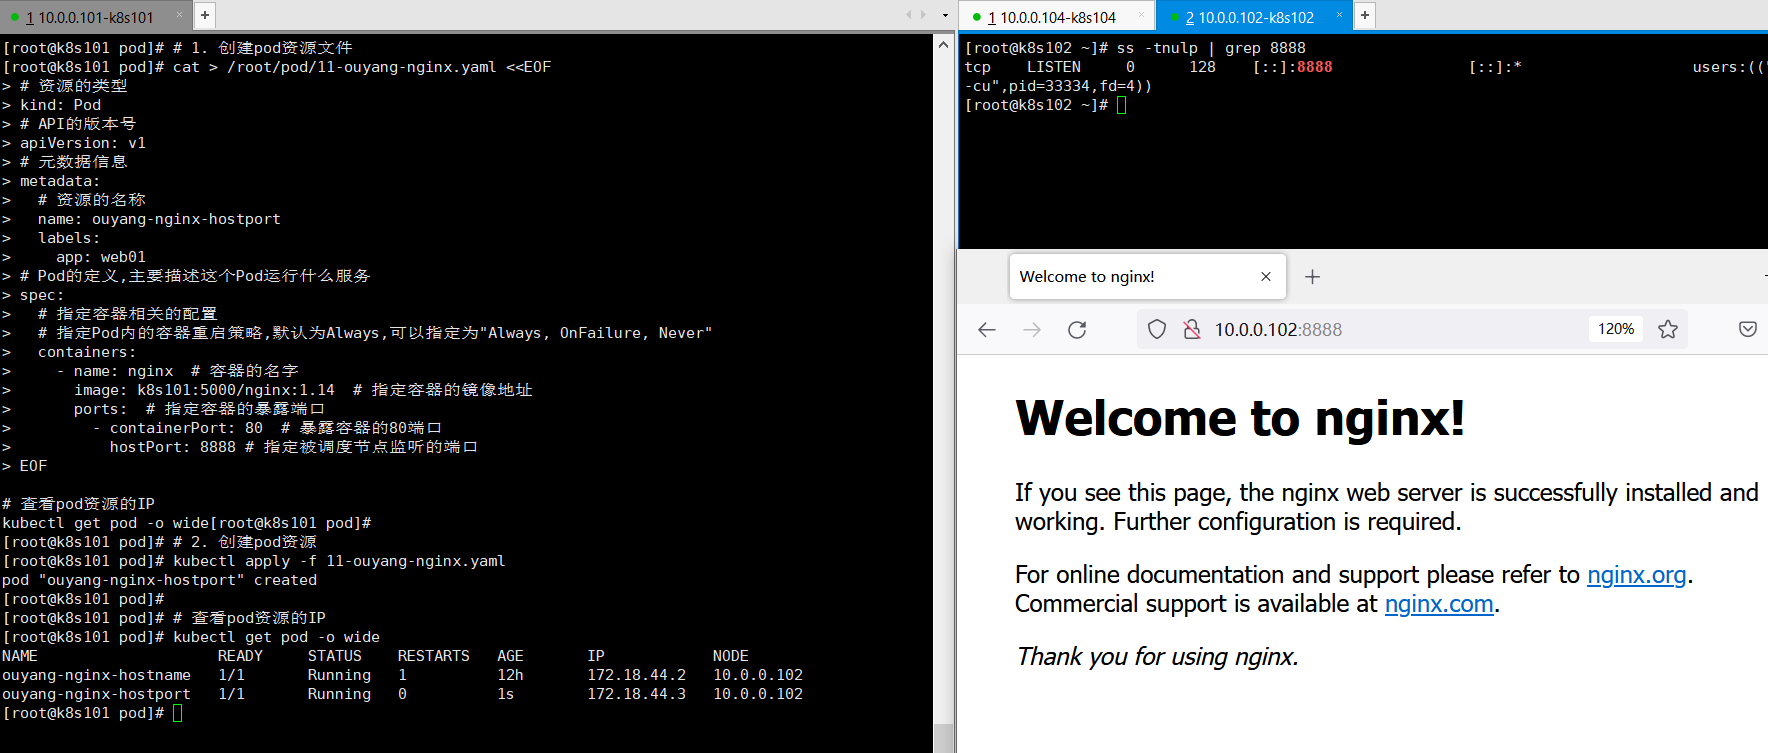 1 10.0.0.101-k8s101
[root@k8s101 pod]# # 1. 创建pod资源文件
[root@k8s101 pod]# cat > /root/pod/11-ouyang-nginx.yaml <<EOF
> # 资源的类型
> kind: Pod
> # API的版本号
> apiVersion: v1
> # 元数据信息
> metadata:
>   # 资源的名称
>   name: ouyang-nginx-hostport
>   labels:
>     app: web01
> # Pod的定义,主要描述这个Pod运行什么服务
> spec:
>   # 指定容器相关的配置
>   # 指定Pod内的容器重启策略,默认为Always,可以指定为"Always, OnFailure, Never"
>   containers:
>     - name: nginx  # 容器的名字
>       image: k8s101:5000/nginx:1.14  # 指定容器的镜像地址
>       ports:  # 指定容器的暴露端口
>         - containerPort: 80  # 暴露容器的80端口
>           hostPort: 8888 # 指定被调度节点监听的端口
> EOF
# 查看pod资源的IP
kubectl get pod -o wide[root@k8s101 pod]#
[root@k8s101 pod]# # 2. 创建pod资源
[root@k8s101 pod]# kubectl apply -f 11-ouyang-nginx.yaml
pod "ouyang-nginx-hostport" created
[root@k8s101 pod]#
[root@k8s101 pod]# # 查看pod资源的IP
[root@k8s101 pod]# kubectl get pod -o wide
NAME                    READY     STATUS    RESTARTS   AGE       IP            NODE
ouyang-nginx-hostname   1/1       Running   1          12h       172.18.44.2   10.0.0.102
ouyang-nginx-hostport   1/1       Running   0          1s        172.18.44.3   10.0.0.102
[root@k8s101 pod]#
1 10.0.0.104-k8s104  2 10.0.0.102-k8s102
[root@k8s102 ~]# ss -tnulp | grep 8888
tcp    LISTEN     0      128    [::]:8888               [::]:*                   users:(("
-cu",pid=33334,fd=4))
[root@k8s102 ~]#
Welcome to nginx!
10.0.0.102:8888 120%
Welcome to nginx!
If you see this page, the nginx web server is successfully installed and
working. Further configuration is required.
For online documentation and support please refer to nginx.org.
Commercial support is available at nginx.com.
Thank you for using nginx.